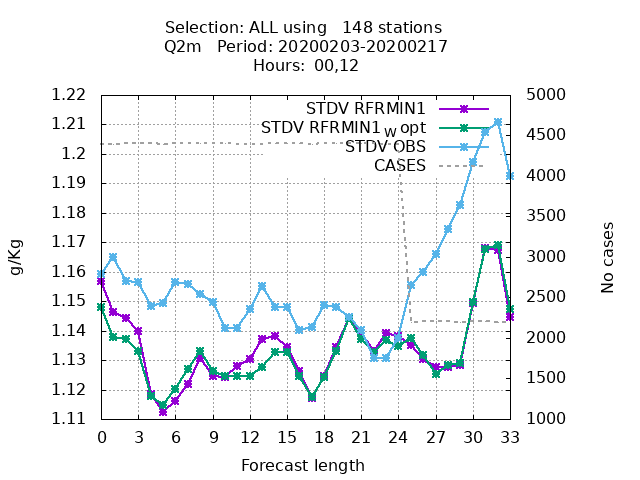 Selection: ALL using   148 stations
Q2m   Period: 20200203-20200217
Hours:  00,12
STDV RFRMIN1
STDV RFRMIN1 w opt
STDV OBS
CASES
1.22
1.21
1.2
1.19
1.18
1.17
1.16
1.15
1.14
1.13
1.12
1.11
5000
4500
4000
3500
3000
2500
2000
1500
1000
g/Kg
No cases
0 3 6 9 12 15 18 21 24 27 30 33
Forecast length